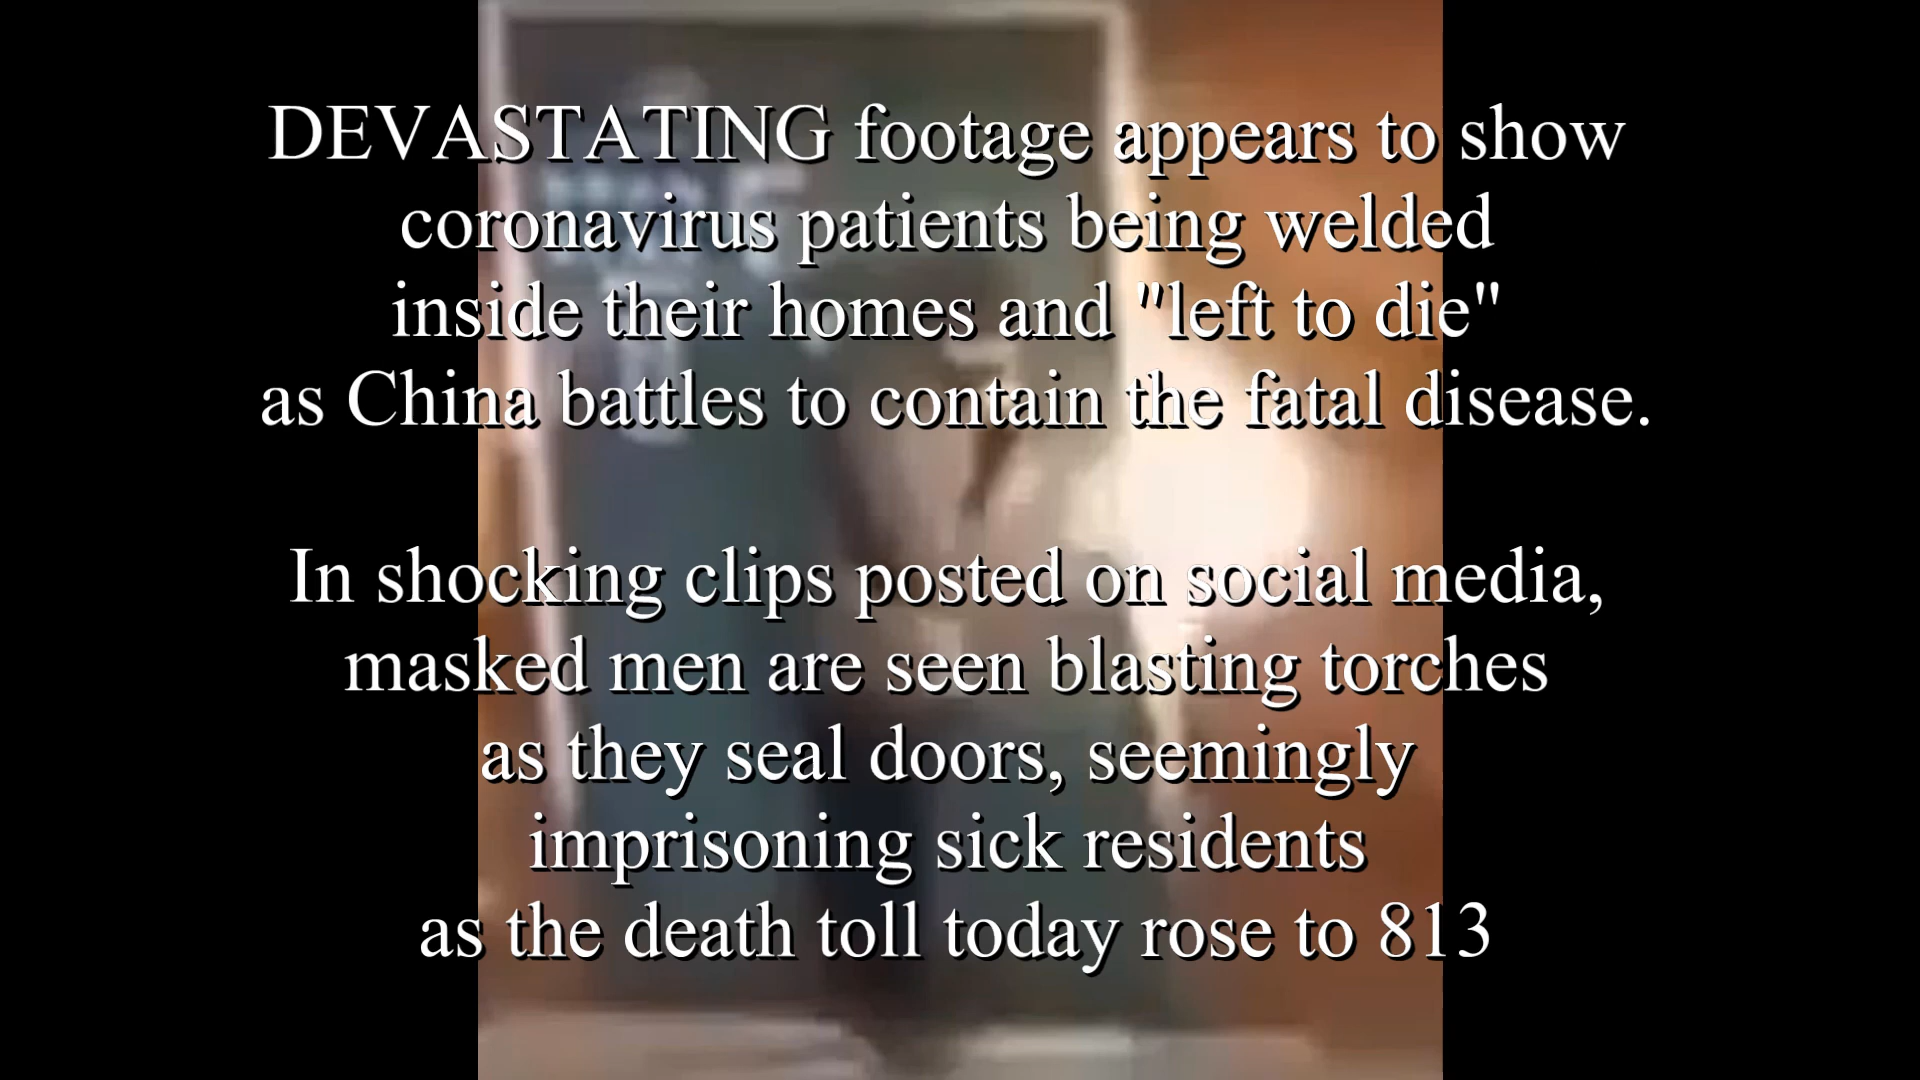 DEVASTATING footage appears to show
coronavirus patients being welded
inside their homes and "left to die"
as China battles to contain the fatal disease.
In shocking clips posted on social media,
masked men are seen blasting torches
as they seal doors, seemingly
imprisoning sick residents
as the death toll today rose to 813